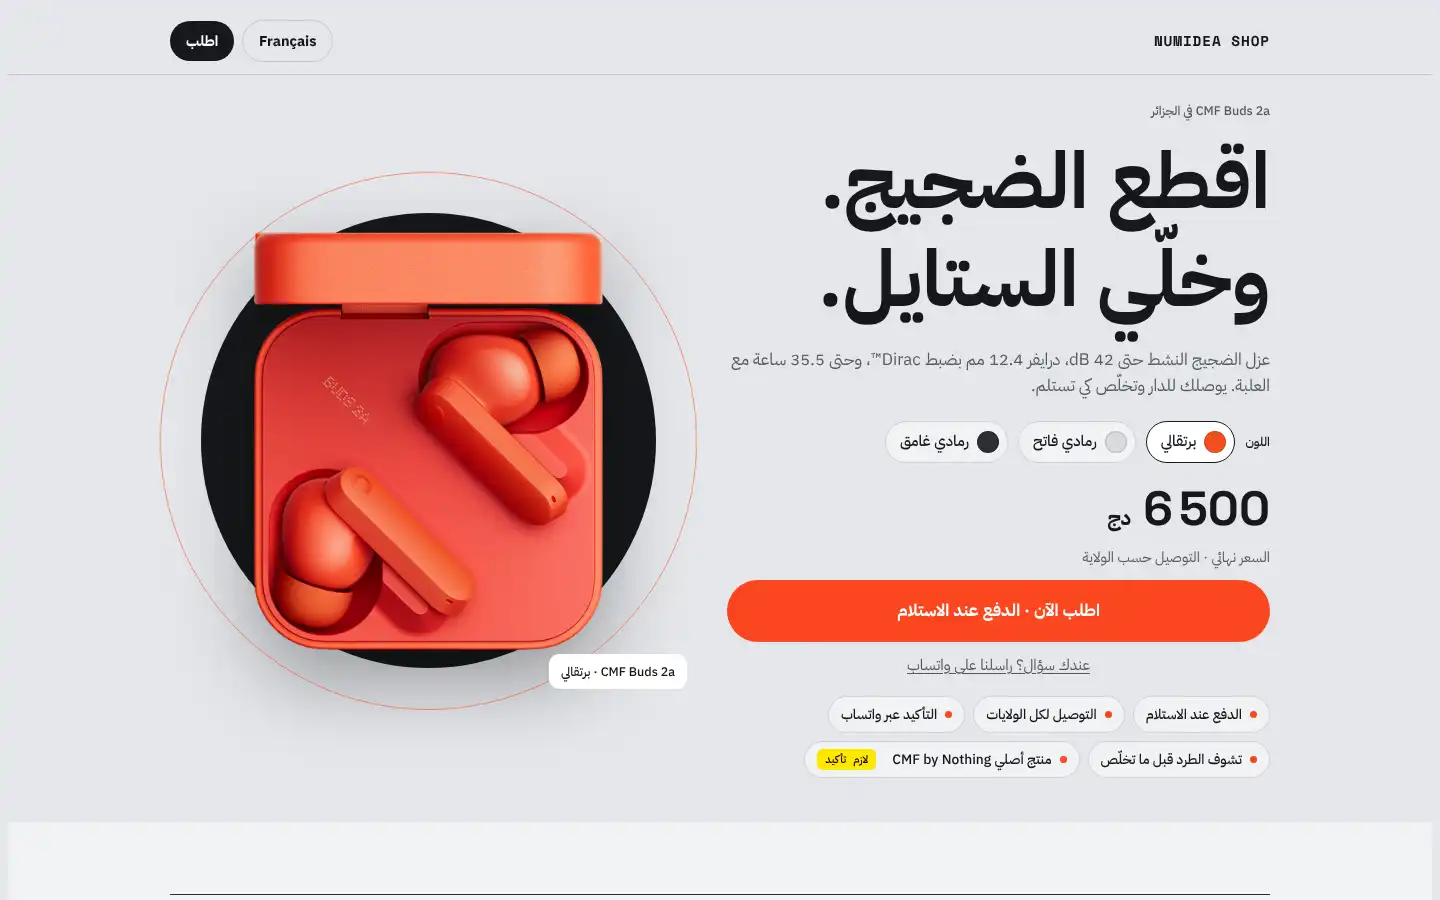 NUMIDEA SHOP
Français
اطلب
CMF Buds 2a في الجزائر
اقطع الضجيج.
وخلّي الستايل.
عزل الضجيج النشط حتى 42 dB، درايفر 12.4 مم بضبط Dirac™، وحتى 35.5 ساعة مع
العلبة. يوصلك للدار وتخلّص كي تستلم.
اللون
برتقالي
رمادي فاتح
رمادي غامق
6 500 دج
السعر نهائي · التوصيل حسب الولاية
اطلب الآن · الدفع عند الاستلام
عندك سؤال؟ راسلنا على واتساب
الدفع عند الاستلام
التوصيل لكل الولايات
التأكيد عبر واتساب
تشوف الطرد قبل ما تخلّص
منتج أصلي CMF by Nothing
لازم تأكيد
BUDS 2A
CMF Buds 2a · برتقالي